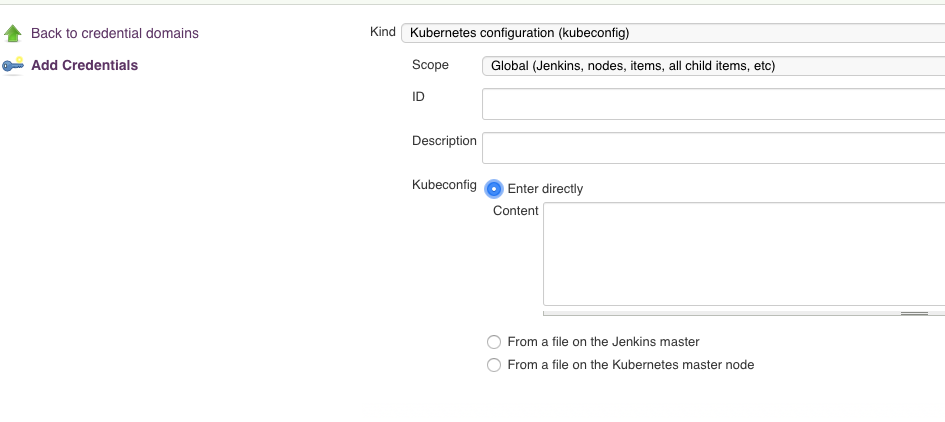 Back to credential domains
Add Credentials
Kind Kubernetes configuration (kubeconfig)
Scope Global (Jenkins, nodes, items, all child items, etc)
ID
Description
Kubeconfig Enter directly
Content
From a file on the Jenkins master
From a file on the Kubernetes master node